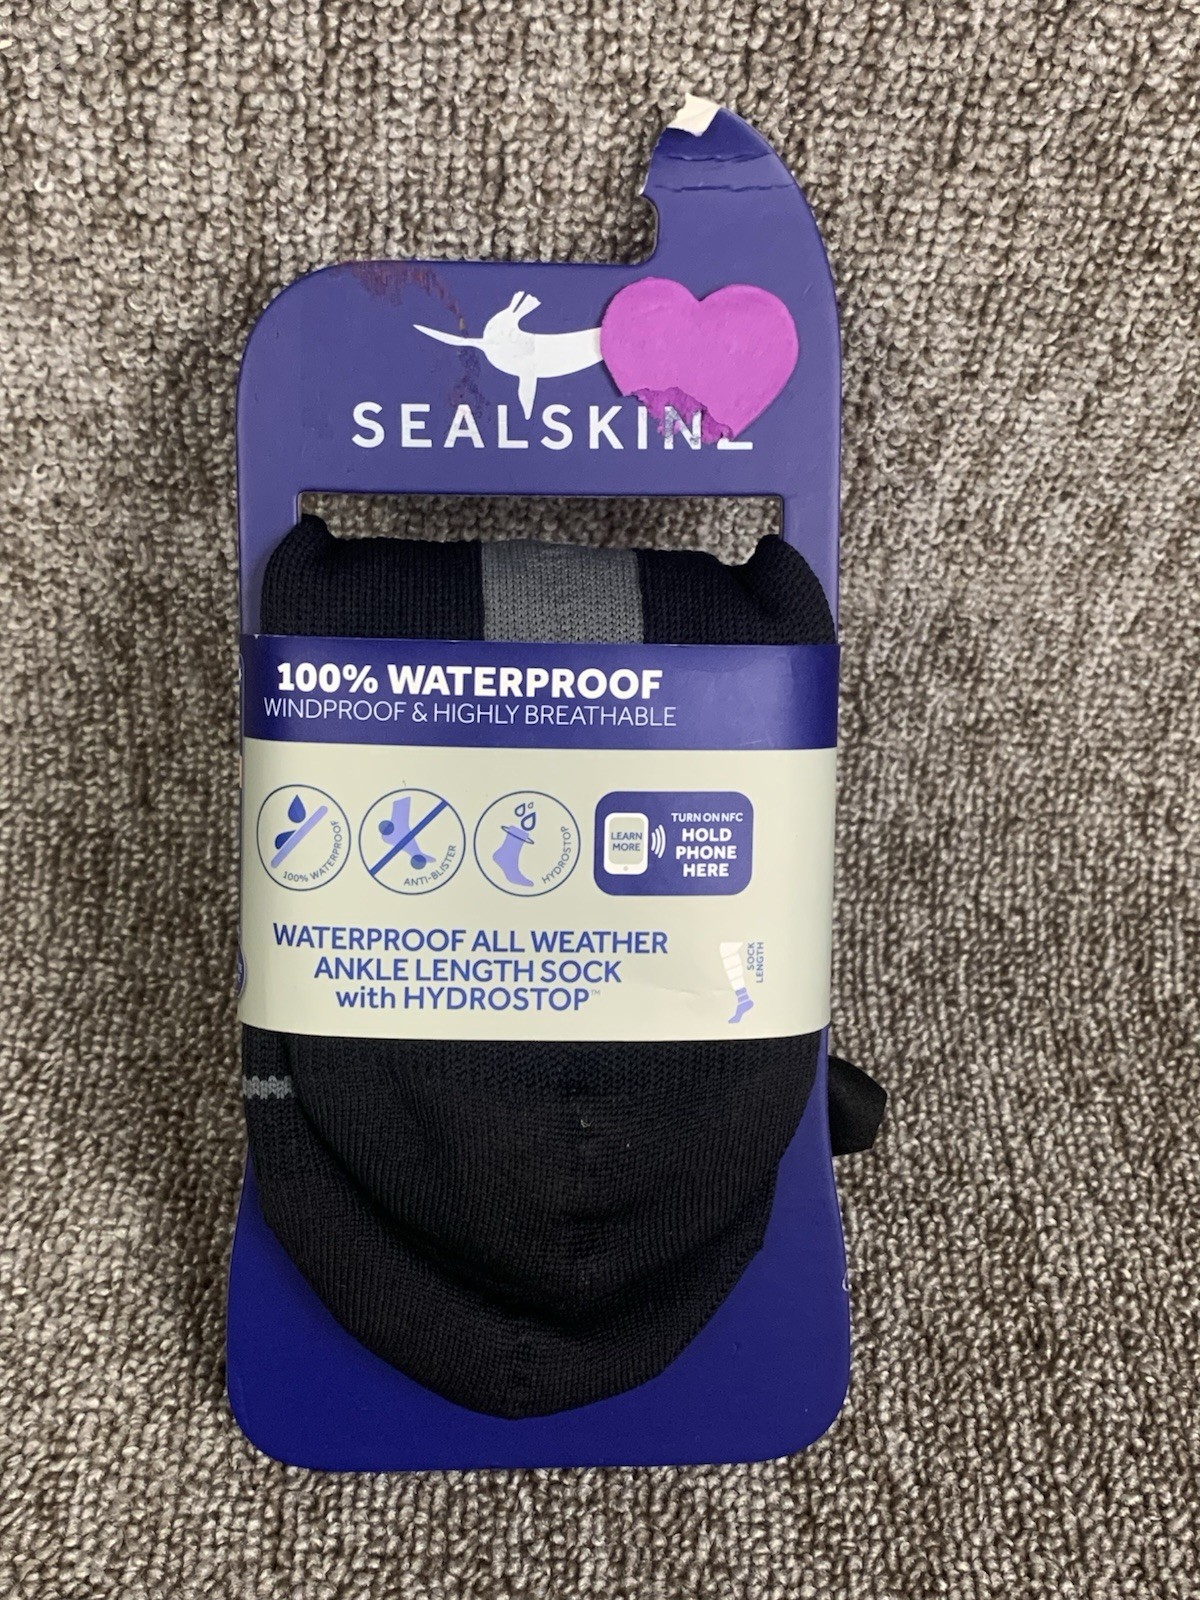 SEALSKINZ
100% WATERPROOF
WINDPROOF & HIGHLY BREATHABLE
100% WATERPROOF
ANTI-BLISTER
HYDROSTOP
LEARN
MORE
TURN ON NFC
HOLD
PHONE
HERE
WATERPROOF ALL WEATHER
ANKLE LENGTH SOCK
with HYDROSTOP™
SOCK
LENGTH